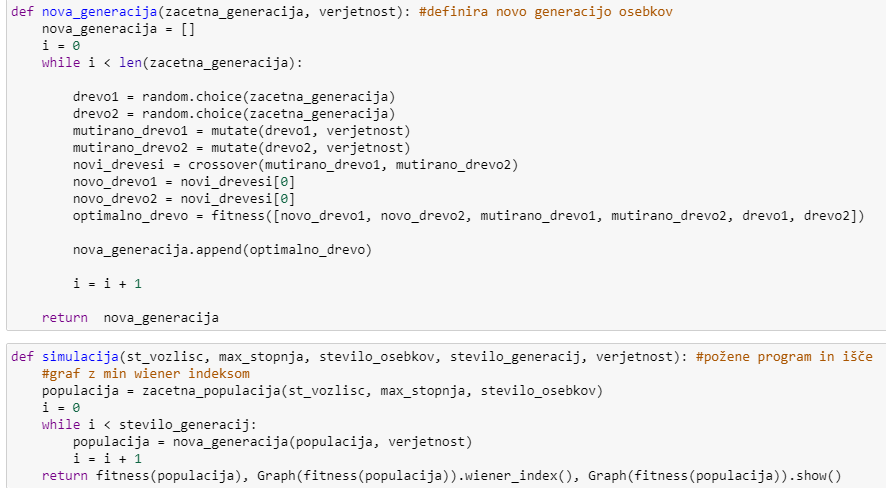 def nova_generacija(zacetna_generacija, verjetnost): #definira novo generacijo osebkov
    nova_generacija = []
    i = 0
    while i < len(zacetna_generacija):
        drevo1 = random.choice(zacetna_generacija)
        drevo2 = random.choice(zacetna_generacija)
        mutirano_drevo1 = mutate(drevo1, verjetnost)
        mutirano_drevo2 = mutate(drevo2, verjetnost)
        novi_drevesi = crossover(mutirano_drevo1, mutirano_drevo2)
        novo_drevo1 = novi_drevesi[0]
        novo_drevo2 = novi_drevesi[0]
        optimalno_drevo = fitness([novo_drevo1, novo_drevo2, mutirano_drevo1, mutirano_drevo2, drevo1, drevo2])
        nova_generacija.append(optimalno_drevo)
        i = i + 1
    return  nova_generacija
def simulacija(st_vozlisc, max_stopnja, stevilo_osebkov, stevilo_generacij, verjetnost): #požene program in išče
    #graf z min wiener indeksom
    populacija = zacetna_populacija(st_vozlisc, max_stopnja, stevilo_osebkov)
    i = 0
    while i < stevilo_generacij:
        populacija = nova_generacija(populacija, verjetnost)
        i = i + 1
    return fitness(populacija), Graph(fitness(populacija)).wiener_index(), Graph(fitness(populacija)).show()